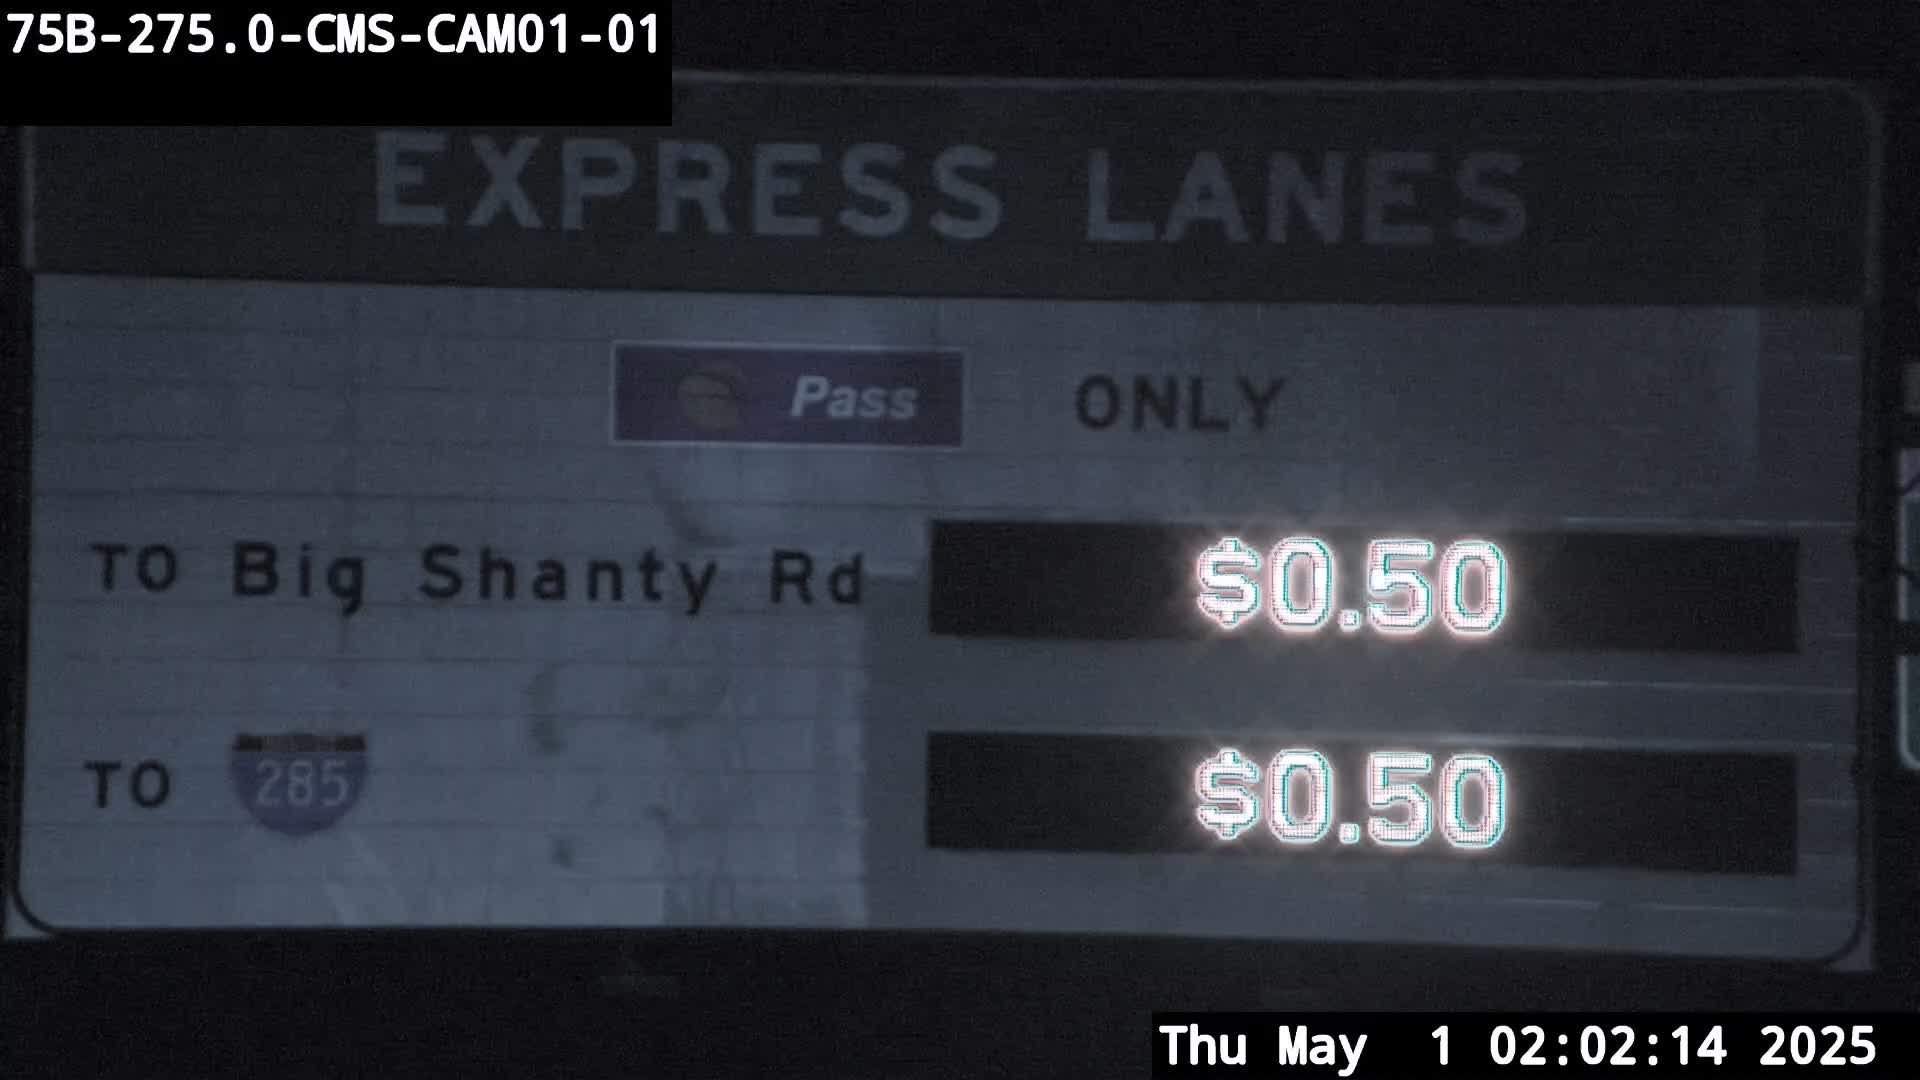 75B-275.0-CMS-CAM01-01
EXPRESS LANES
Pass ONLY
TO Big Shanty Rd $0.50
TO 285 $0.50
Thu May 1 02:02:14 2025